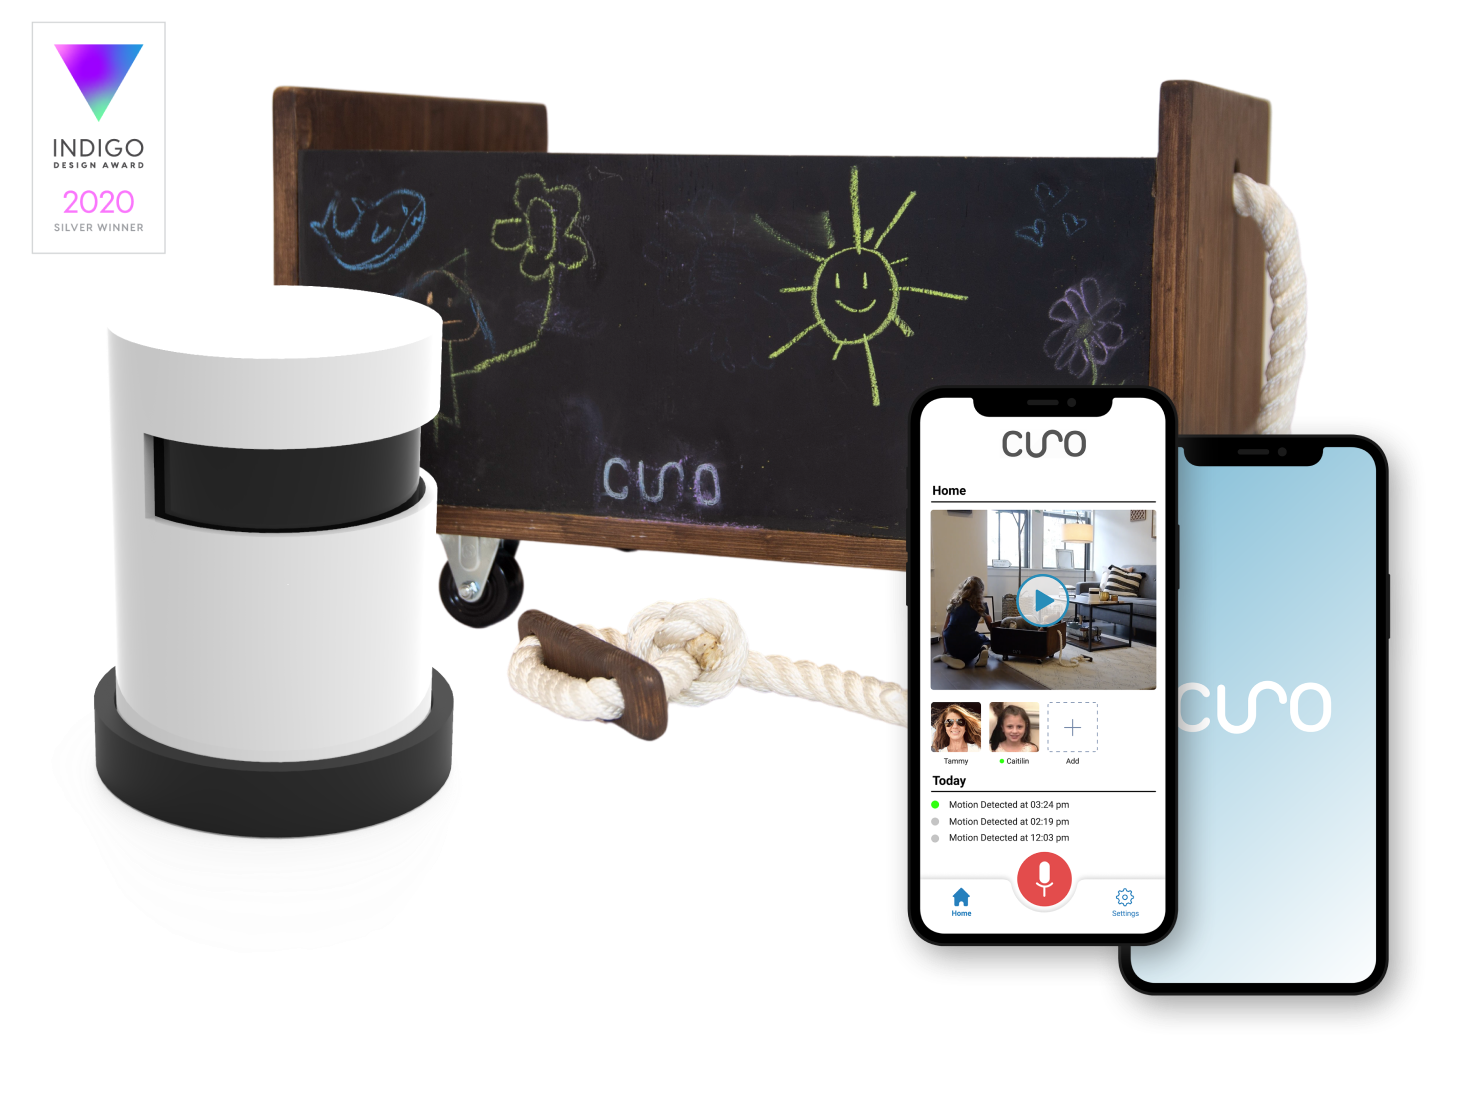 INDIGO
DESIGN AWARD
2020
SILVER WINNER
curo
curo
Home
Tammy
Caitilin
Add
Today
Motion Detected at 03:24 pm
Motion Detected at 02:19 pm
Motion Detected at 12:03 pm
Home
Settings
curo